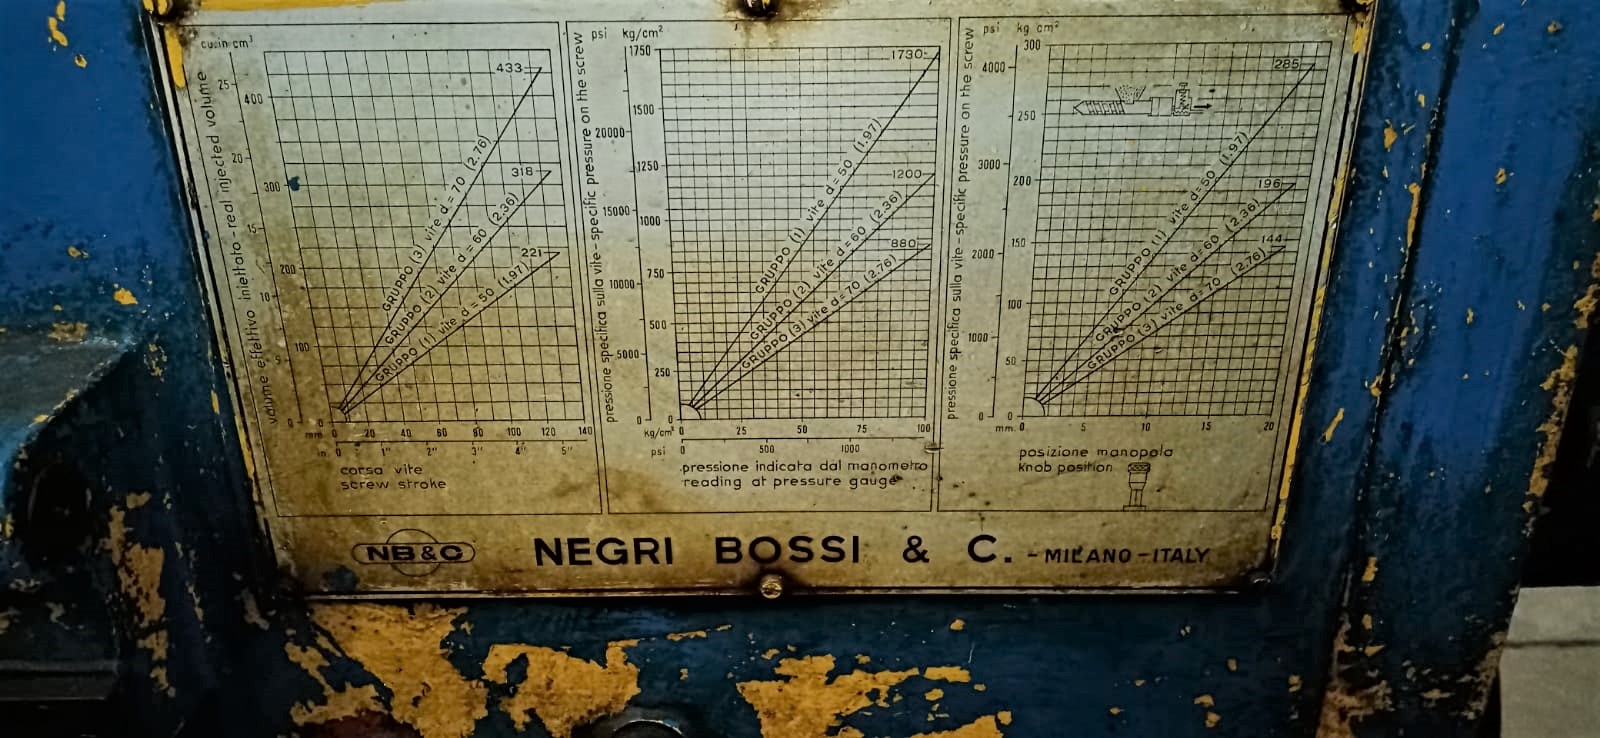 cu.in cm³
25
400
20
300
15
200
10
100
5
0 0
volume effettivo iniettato - real injected volume
433
318
221
GRUPPO (3) vite d = 70 (2.76)
GRUPPO (2) vite d = 60 (2.36)
GRUPPO (1) vite d = 50 (1.97)
mm. 0 20 40 60 80 100 120 140
in. 0 1" 2" 3" 4" 5"
corsa vite
screw stroke
psi kg/cm²
1750
1500
20000
1250
15000
1000
750
10000
500
5000
250
0 0
pressione specifica sulla vite - specific pressure on the screw
1730
1200
880
GRUPPO (1) vite d = 50 (1.97)
GRUPPO (2) vite d = 60 (2.36)
GRUPPO (3) vite d = 70 (2.76)
kg/cm² 0 25 50 75 100
psi 0 500 1000
pressione indicata dal manometro
reading at pressure gauge
psi kg cm²
300
4000
250
3000
200
150
2000
100
1000
50
0 0
pressione specifica sulla vite - specific pressure on the screw
285
196
144
GRUPPO (1) vite d = 50 (1.97)
GRUPPO (2) vite d = 60 (2.36)
GRUPPO (3) vite d = 70 (2.76)
mm. 0 5 10 15 20
posizione manopola
knob position
NB&C NEGRI BOSSI & C. - MILANO - ITALY